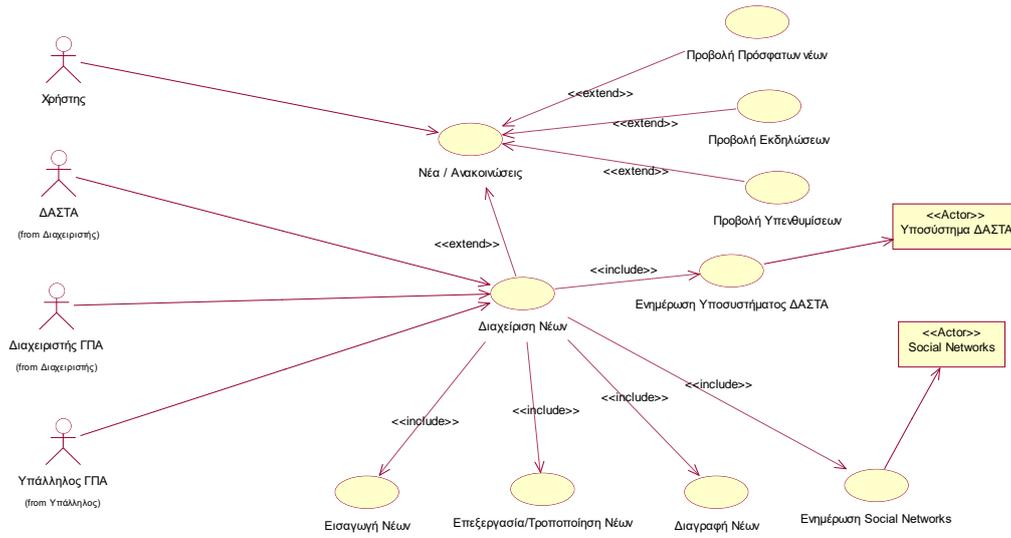 Προβολή Πρόσφατων νέων
Χρήστης
<<extend>>
<<extend>>
Προβολή Εκδηλώσεων
Νέα / Ανακοινώσεις
<<extend>>
ΔΑΣΤΑ
(from Διαχειριστής)
Προβολή Υπενθυμίσεων
<<Actor>>
Υποσύστημα ΔΑΣΤΑ
<<extend>>
<<include>>
Ενημέρωση Υποσυστήματος ΔΑΣΤΑ
Διαχείριση Νέων
Διαχειριστής ΓΠΑ
(from Διαχειριστής)
<<Actor>>
Social Networks
<<include>>
<<include>>
<<include>>
<<include>>
Υπάλληλος ΓΠΑ
(from Υπάλληλος)
Εισαγωγή Νέων
Επεξεργασία/Τροποποίηση Νέων
Διαγραφή Νέων
Ενημέρωση Social Networks